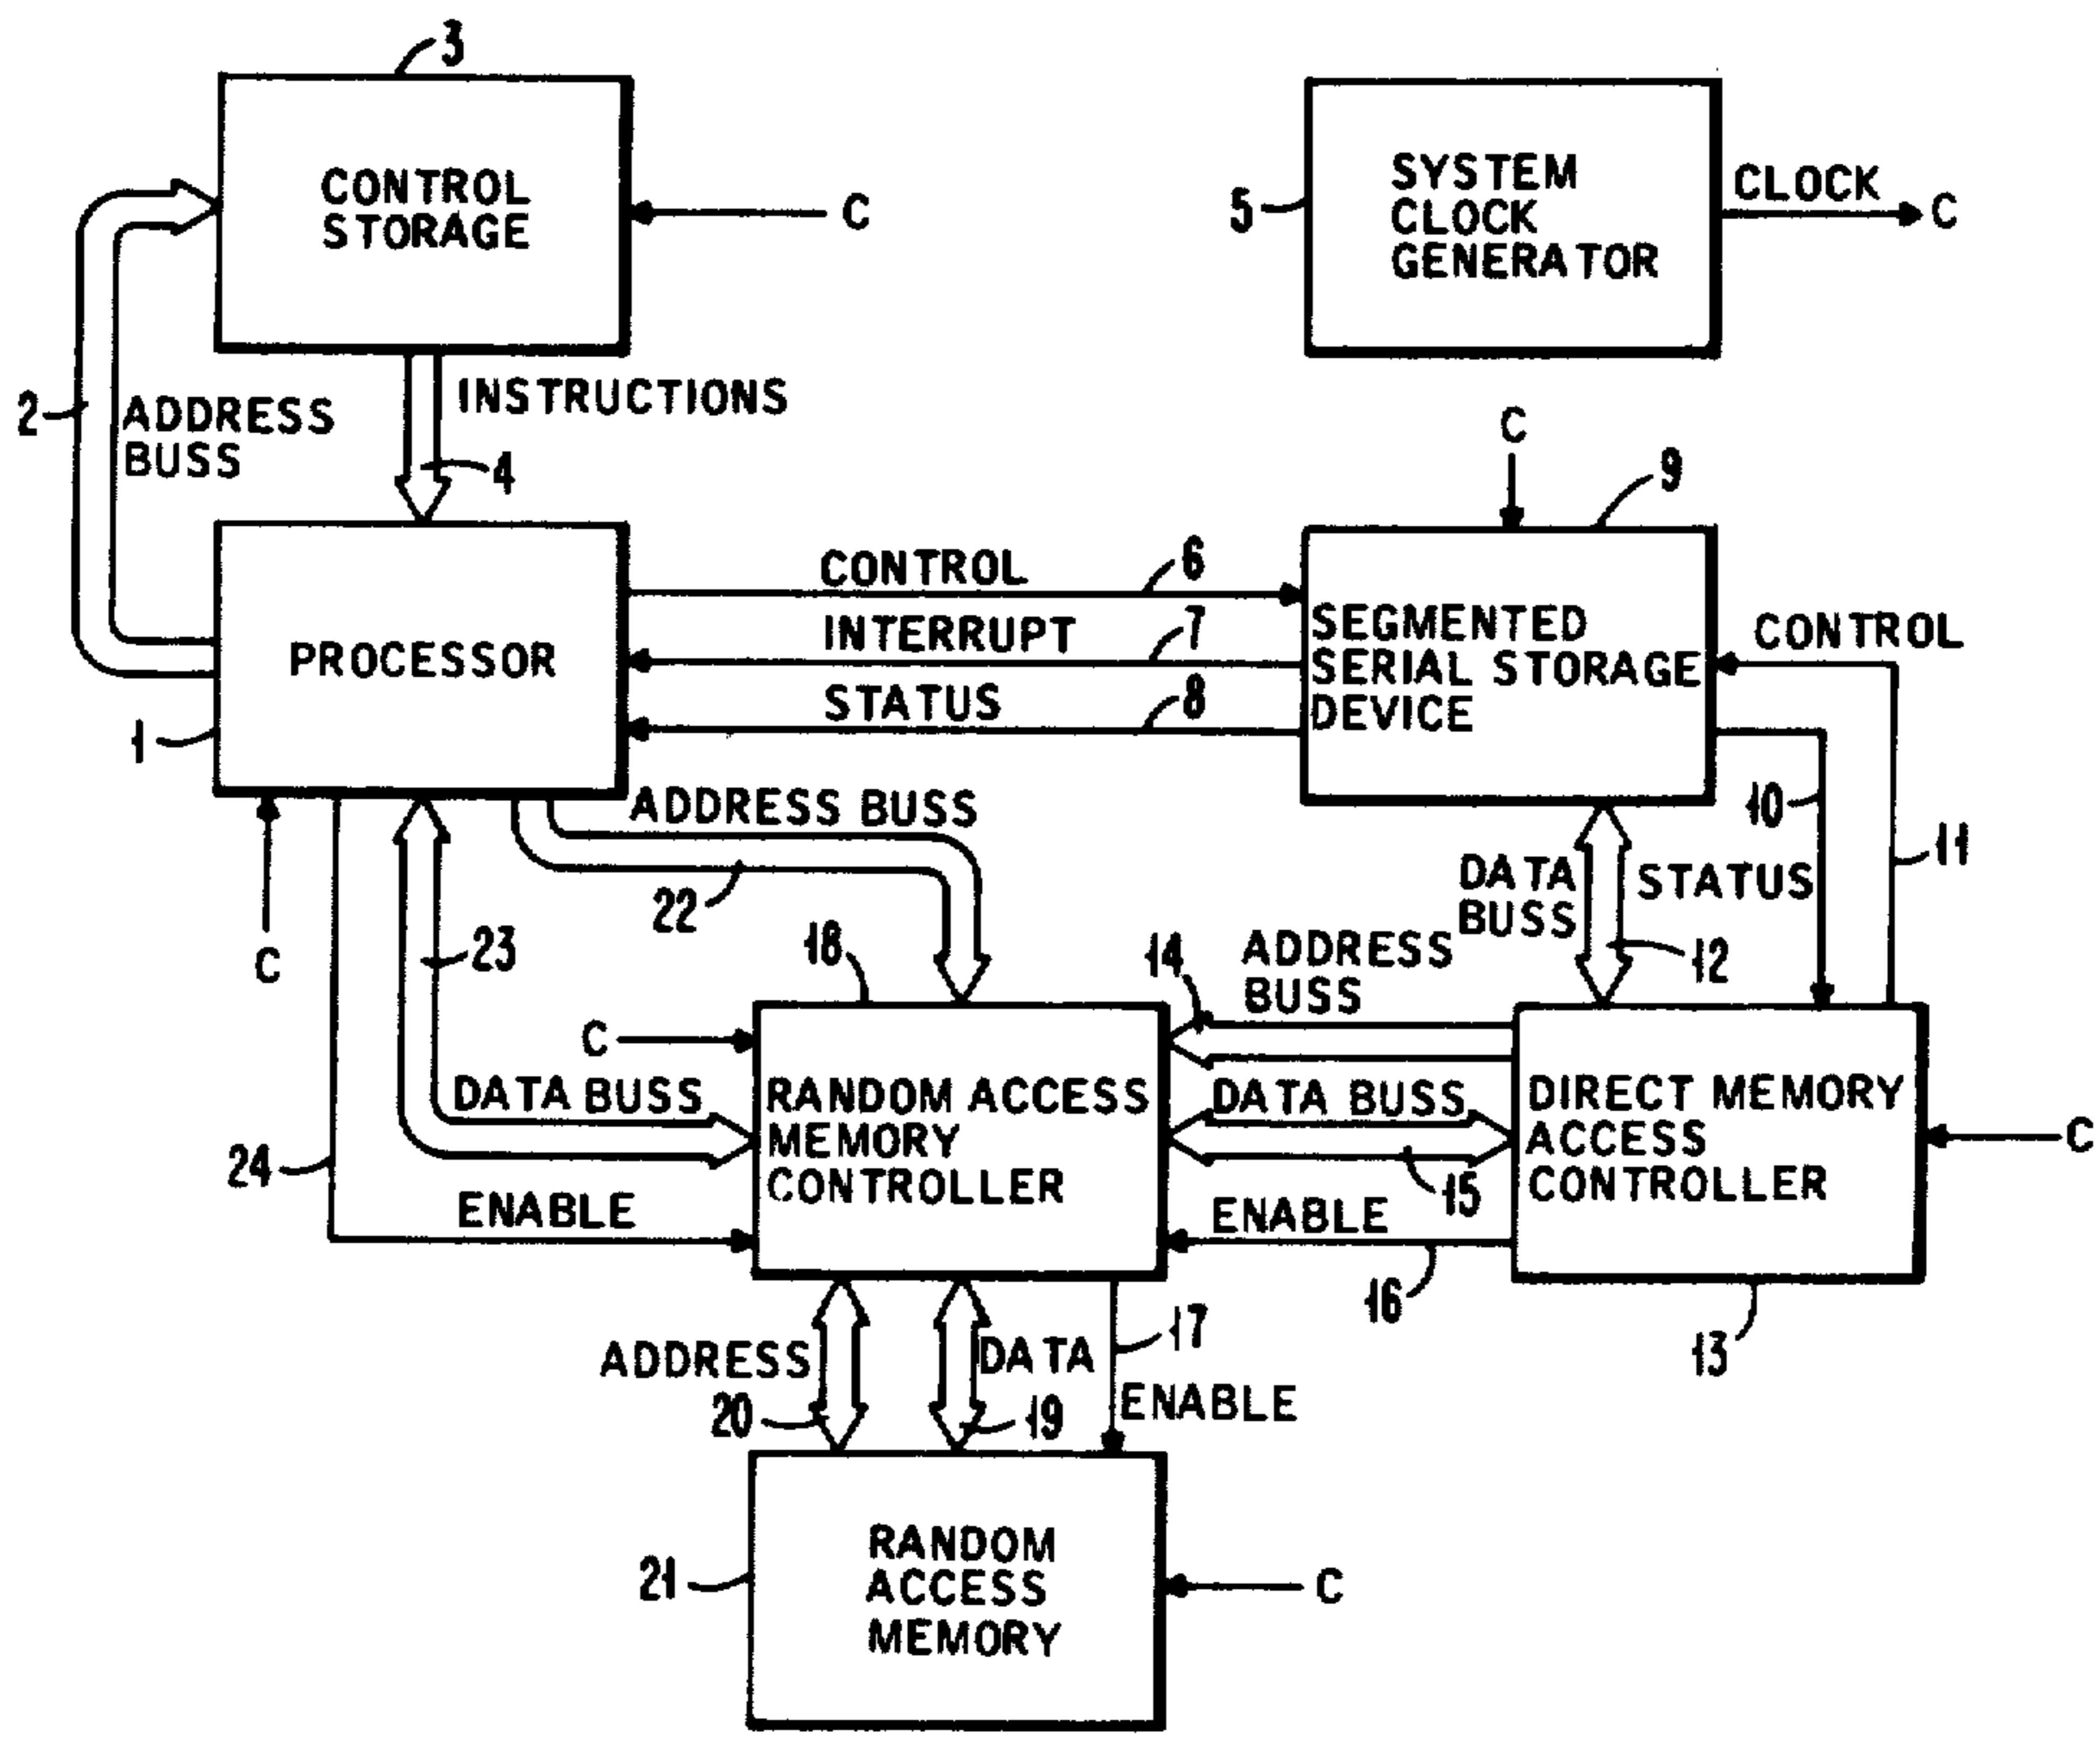 3
CONTROL
STORAGE
C
5
SYSTEM
CLOCK
GENERATOR
CLOCK
C
2
ADDRESS
BUSS
INSTRUCTIONS
4
C
9
PROCESSOR
1
CONTROL
6
INTERRUPT
7
STATUS
8
SEGMENTED
SERIAL STORAGE
DEVICE
CONTROL
10
11
C
ADDRESS BUSS
22
23
18
DATA
BUSS
STATUS
12
14
ADDRESS
BUSS
C
DATA BUSS
24
ENABLE
RANDOM ACCESS
MEMORY
CONTROLLER
DATA BUSS
15
ENABLE
16
DIRECT MEMORY
ACCESS
CONTROLLER
C
13
ADDRESS
20
DATA
19
17
ENABLE
21
RANDOM
ACCESS
MEMORY
C